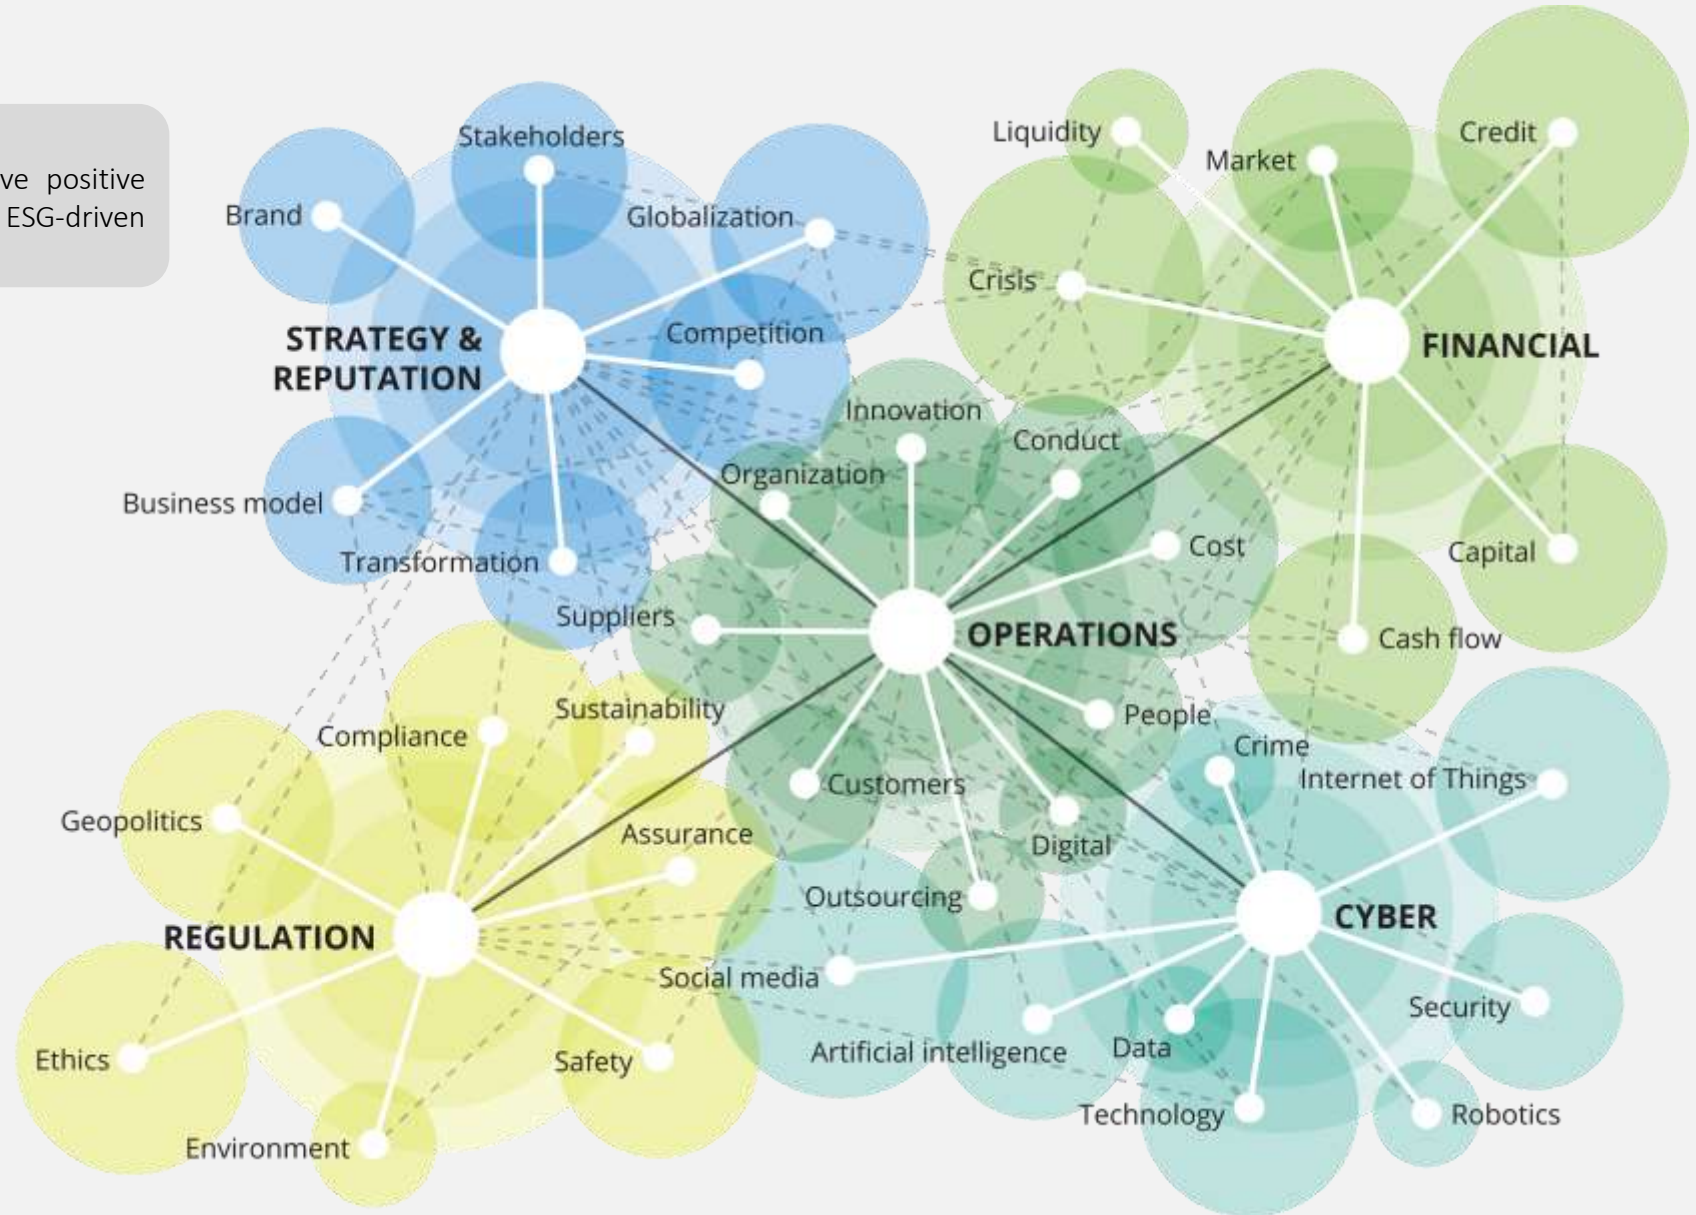 ve positive
ESG-driven
Stakeholders
Brand
Globalization
STRATEGY &
REPUTATION
Competition
Business model
Transformation
Liquidity
Market
Credit
Crisis
FINANCIAL
Capital
Cash flow
Innovation
Conduct
Organization
Cost
Suppliers
OPERATIONS
People
Customers
Digital
Outsourcing
Sustainability
Compliance
Geopolitics
Assurance
REGULATION
Ethics
Safety
Environment
Crime
Internet of Things
CYBER
Social media
Artificial intelligence
Data
Security
Technology
Robotics